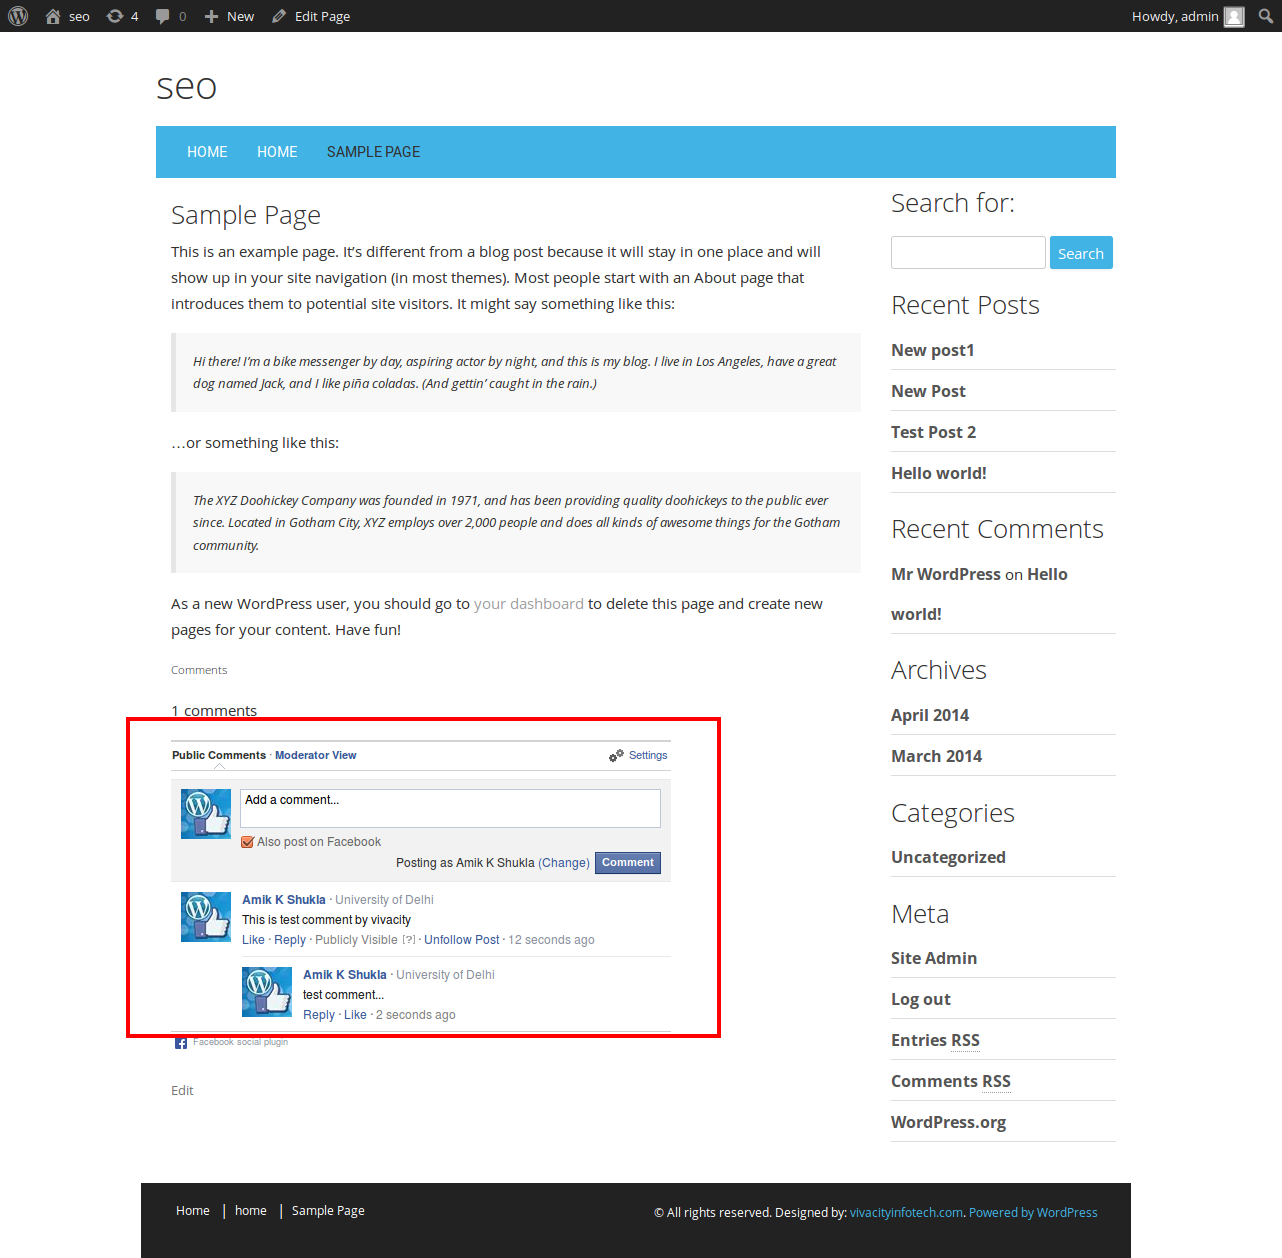 seo 4 0 New Edit Page Howdy, admin
seo
HOME HOME SAMPLE PAGE
Sample Page
This is an example page. It’s different from a blog post because it will stay in one place and will
show up in your site navigation (in most themes). Most people start with an About page that
introduces them to potential site visitors. It might say something like this:
Hi there! I’m a bike messenger by day, aspiring actor by night, and this is my blog. I live in Los Angeles, have a great
dog named Jack, and I like piña coladas. (And gettin’ caught in the rain.)
…or something like this:
The XYZ Doohickey Company was founded in 1971, and has been providing quality doohickeys to the public ever
since. Located in Gotham City, XYZ employs over 2,000 people and does all kinds of awesome things for the Gotham
community.
As a new WordPress user, you should go to your dashboard to delete this page and create new
pages for your content. Have fun!
Comments
1 comments
Public Comments · Moderator View Settings
Add a comment...
Also post on Facebook
Posting as Amik K Shukla (Change) Comment
Amik K Shukla · University of Delhi
This is test comment by vivacity
Like · Reply · Publicly Visible [?] · Unfollow Post · 12 seconds ago
Amik K Shukla · University of Delhi
test comment...
Reply · Like · 2 seconds ago
Facebook social plugin
Edit
Search for:
Search
Recent Posts
New post1
New Post
Test Post 2
Hello world!
Recent Comments
Mr WordPress on Hello
world!
Archives
April 2014
March 2014
Categories
Uncategorized
Meta
Site Admin
Log out
Entries RSS
Comments RSS
WordPress.org
Home | home | Sample Page
© All rights reserved. Designed by: vivacityinfotech.com. Powered by WordPress